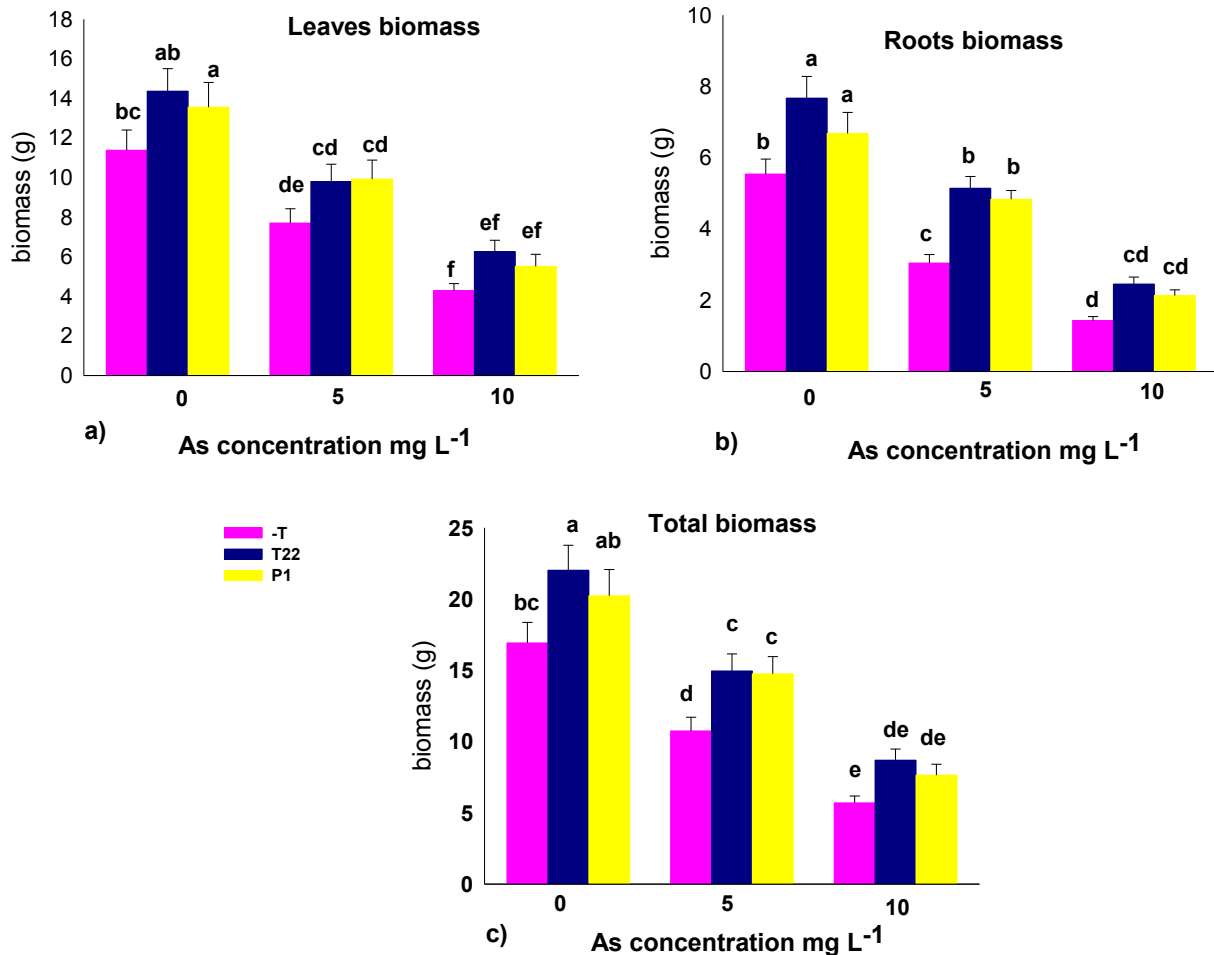 Leaves biomass
18
16
14
12
10
8
6
4
2
0
biomass (g)
bc
ab
a
de
cd
cd
f
ef
ef
0
5
10
a)
As concentration mg L-1
Roots biomass
10
8
6
4
2
0
biomass (g)
b
a
a
c
b
b
d
cd
cd
0
5
10
b)
As concentration mg L-1
-T
T22
P1
Total biomass
25
20
15
10
5
0
biomass (g)
bc
a
ab
d
c
c
e
de
de
0
5
10
c)
As concentration mg L-1